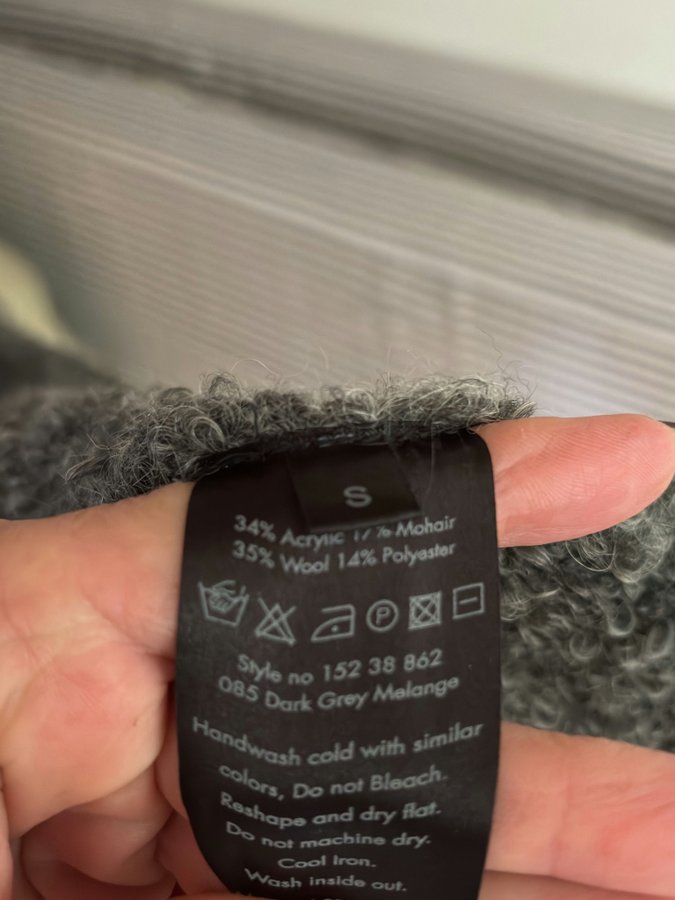 S
34% Acrylic 17% Mohair
35% Wool 14% Polyester
P
Style no 152 38 862
085 Dark Grey Melange
Handwash cold with similar
colors, Do not Bleach.
Reshape and dry flat.
Do not machine dry.
Cool Iron.
Wash inside out.